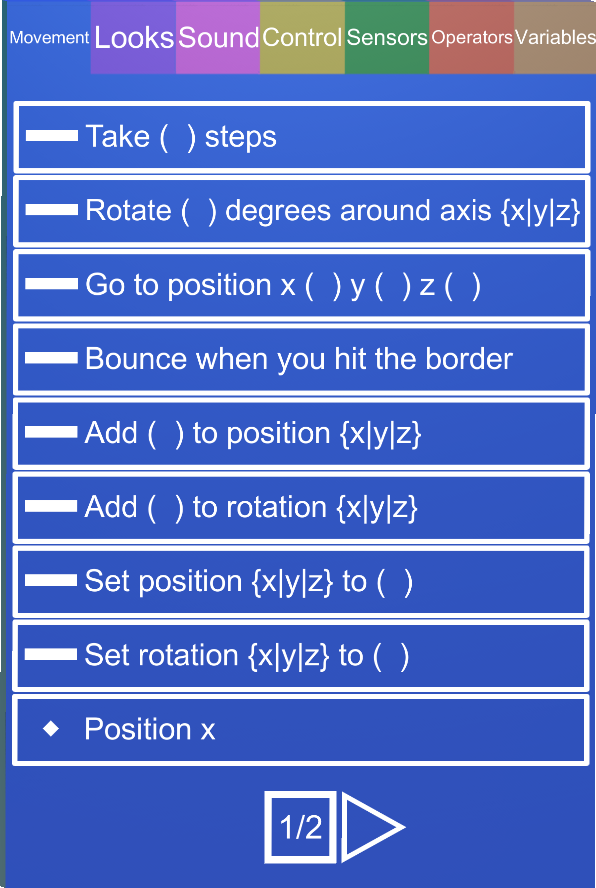 Movement Looks Sound Control Sensors Operators Variables
Take ( ) steps
Rotate ( ) degrees around axis {x|y|z}
Go to position x ( ) y ( ) z ( )
Bounce when you hit the border
Add ( ) to position {x|y|z}
Add ( ) to rotation {x|y|z}
Set position {x|y|z} to ( )
Set rotation {x|y|z} to ( )
Position x
1/2